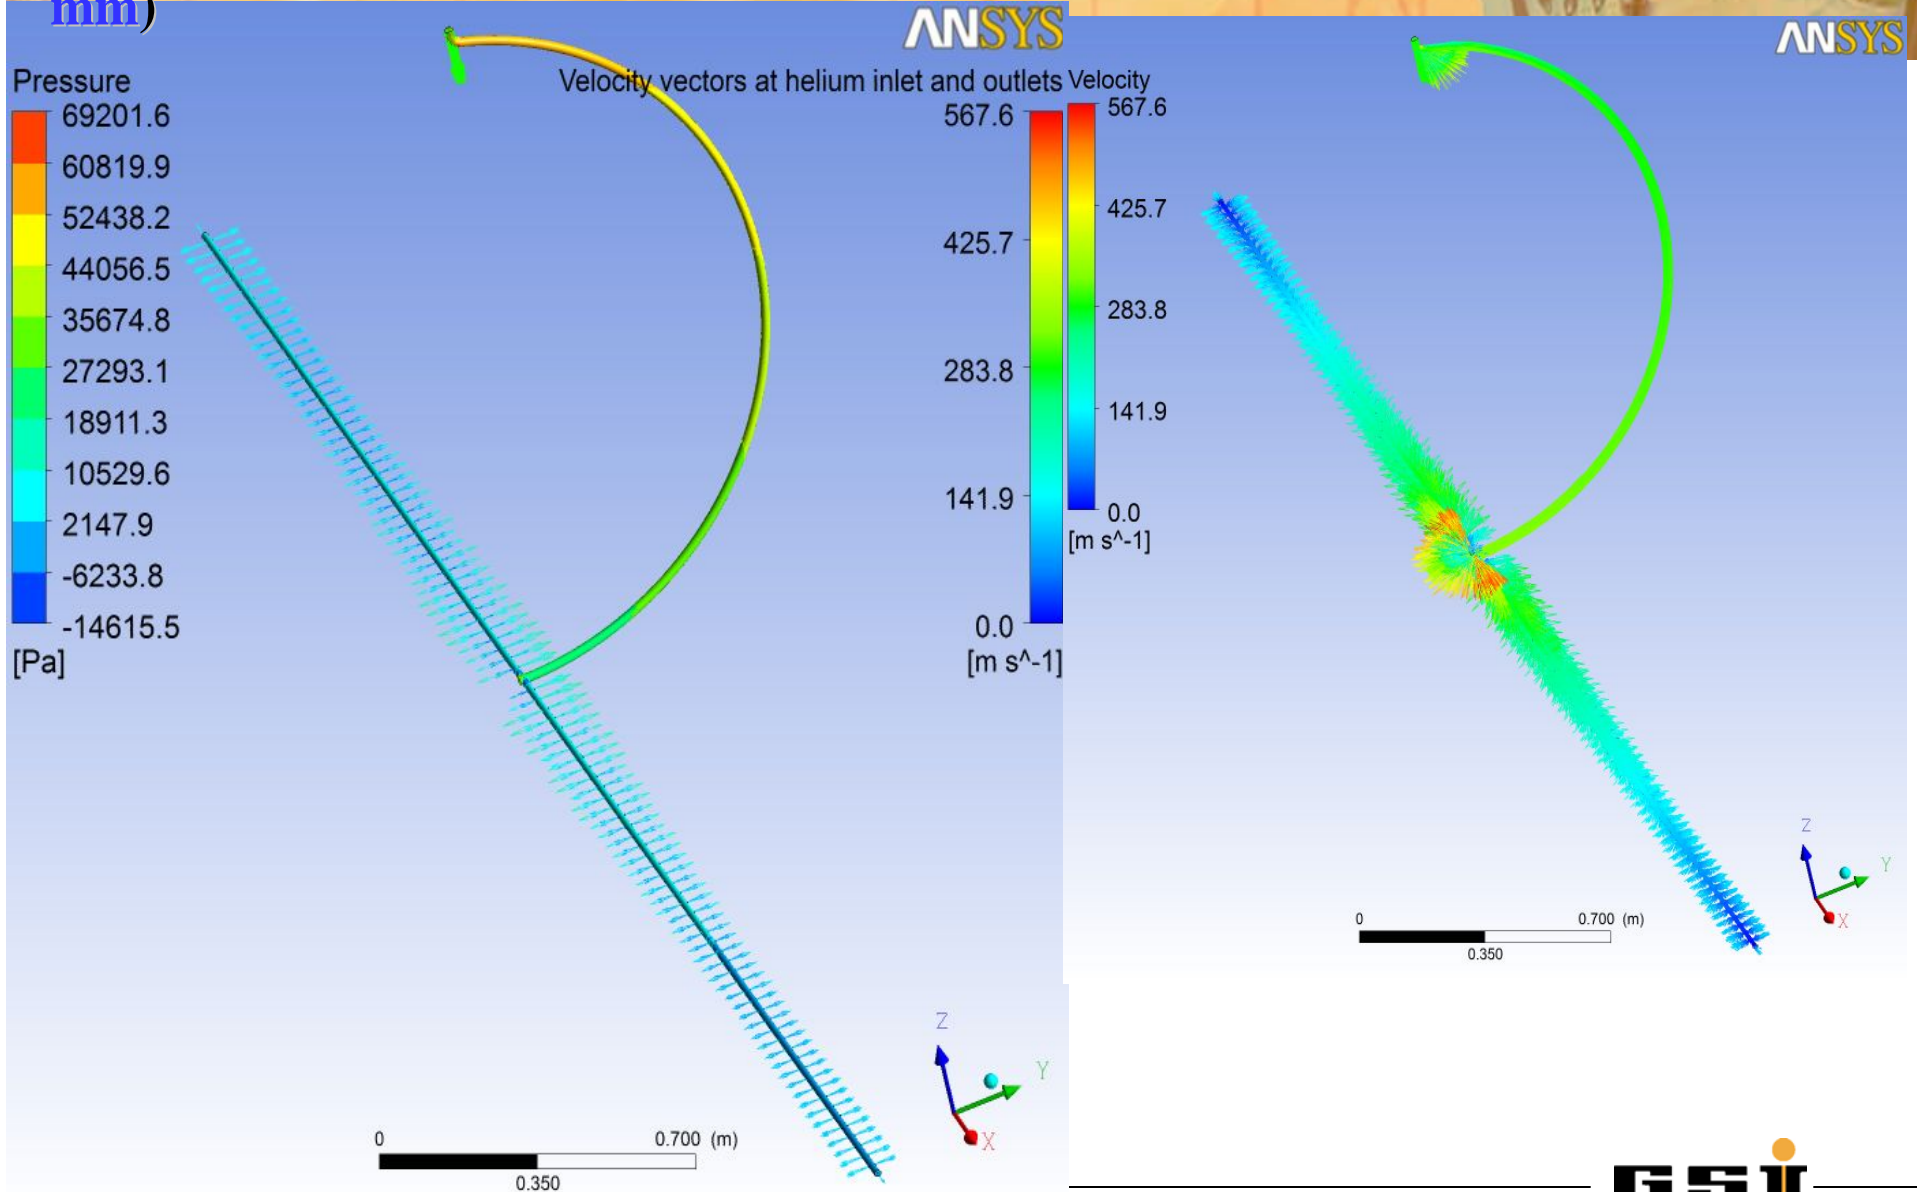 mm)
ANSYS
Pressure
69201.6
60819.9
52438.2
44056.5
35674.8
27293.1
18911.3
10529.6
2147.9
-6233.8
-14615.5
[Pa]
Velocity vectors at helium inlet and outlets
567.6
425.7
283.8
141.9
0.0
[m s^-1]
0
0.700 (m)
0.350
Z
Y
X
ANSYS
Velocity
567.6
425.7
283.8
141.9
0.0
[m s^-1]
0
0.700 (m)
0.350
Z
Y
X
GSI